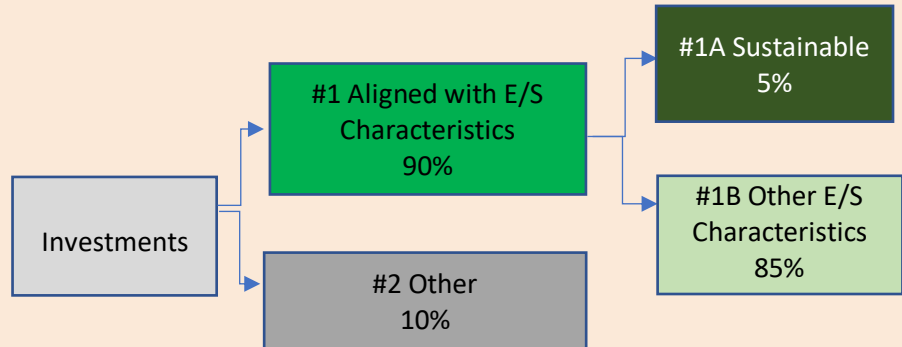 Investments
#1 Aligned with E/S
Characteristics
90%
#2 Other
10%
#1A Sustainable
5%
#1B Other E/S
Characteristics
85%